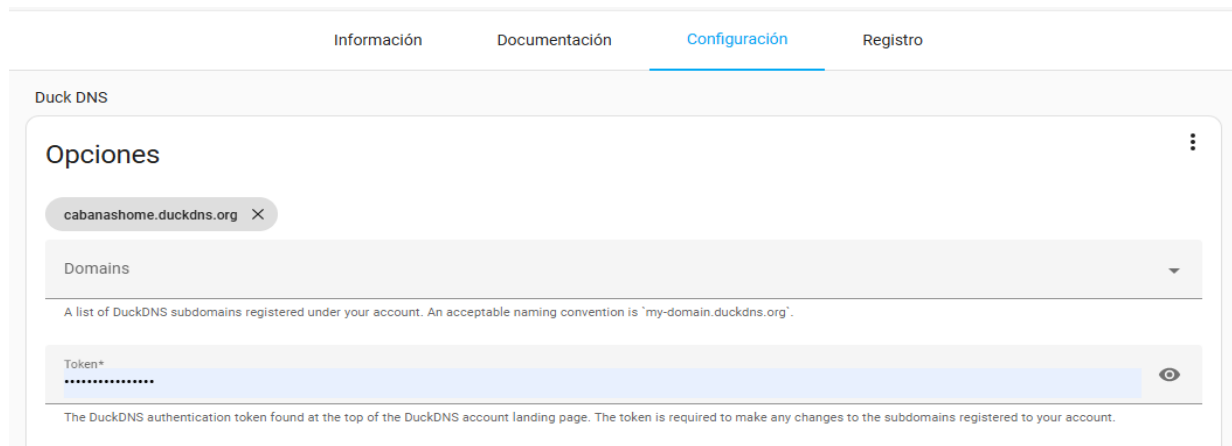 Información Documentación Configuración Registro
Duck DNS
Opciones
cabanashome.duckdns.org
Domains
A list of DuckDNS subdomains registered under your account. An acceptable naming convention is `my-domain.duckdns.org`.
Token*
••••••••••••••••
The DuckDNS authentication token found at the top of the DuckDNS account landing page. The token is required to make any changes to the subdomains registered to your account.